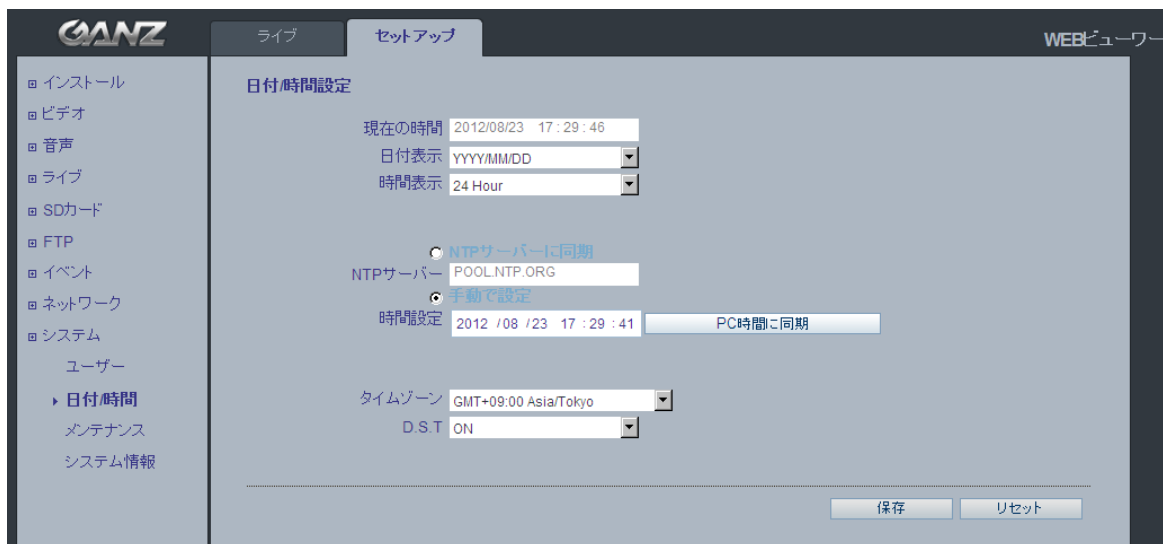 GANZ
ライブ
セットアップ
WEBビューワー
インストール
ビデオ
音声
ライブ
SDカード
FTP
イベント
ネットワーク
システム
ユーザー
日付/時間
メンテナンス
システム情報
日付/時間設定
現在の時間 2012/08/23 17 : 29 : 46
日付表示 YYYY/MM/DD
時間表示 24 Hour
NTPサーバーに同期
NTPサーバー POOL.NTP.ORG
手動で設定
時間設定 2012 /08 /23 17 : 29 : 41 PC時間に同期
タイムゾーン GMT+09:00 Asia/Tokyo
D.S.T ON
保存 リセット